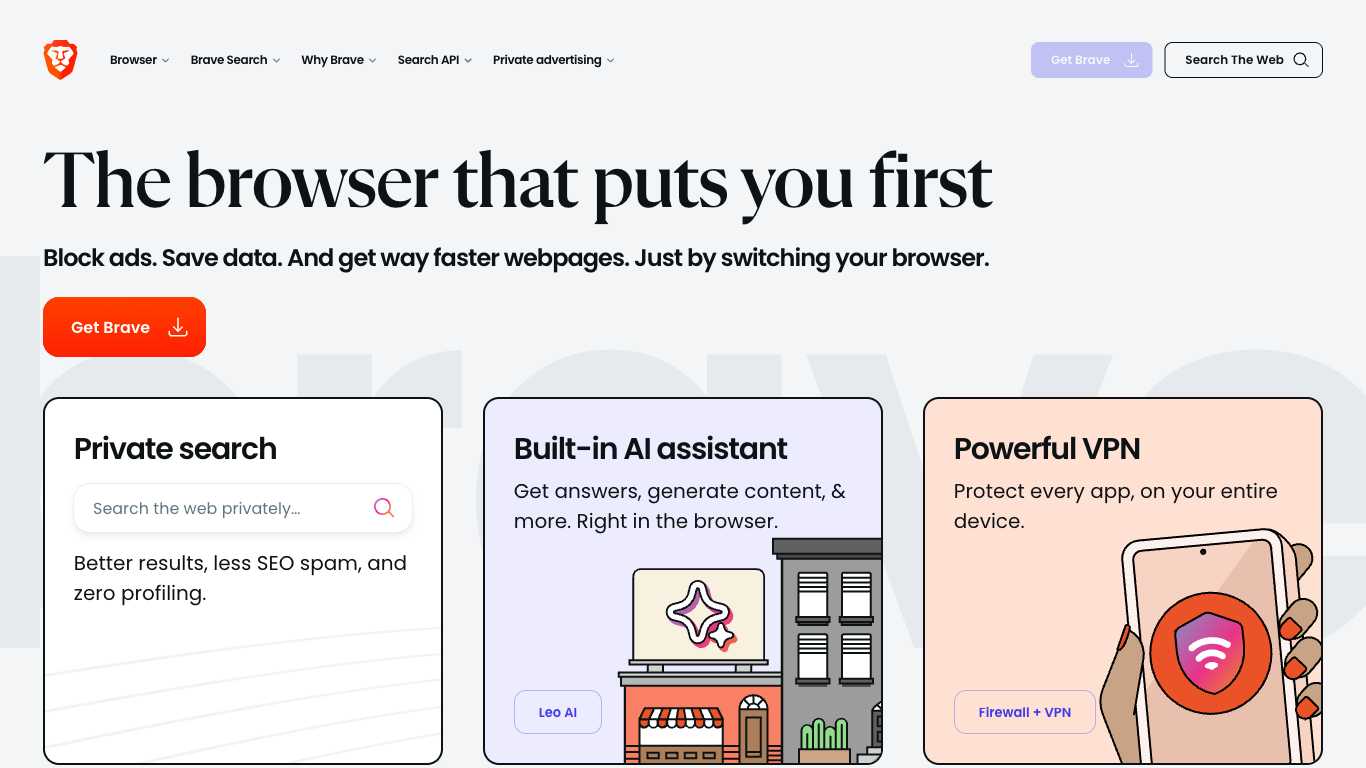 Browser
Brave Search
Why Brave
Search API
Private advertising
Get Brave
Search The Web
The browser that puts you first
Block ads. Save data. And get way faster webpages. Just by switching your browser.
Get Brave
brave
Private search
Search the web privately...
Better results, less SEO spam, and
zero profiling.
Built-in AI assistant
Get answers, generate content, &
more. Right in the browser.
Leo AI
Powerful VPN
Protect every app, on your entire
device.
Firewall + VPN